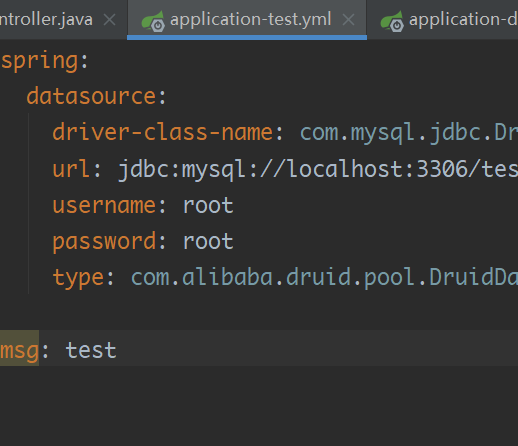 ntroller.java application-test.yml application-d
spring:
datasource:
driver-class-name: com.mysql.jdbc.Dr
url: jdbc:mysql://localhost:3306/tes
username: root
password: root
type: com.alibaba.druid.pool.DruidDa
msg: test